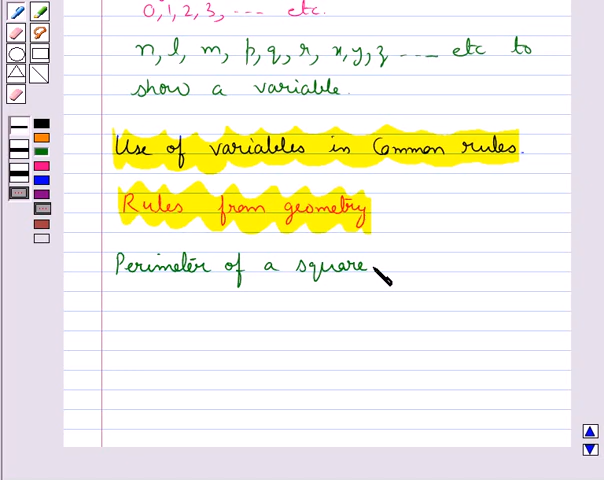 0, 1, 2, 3, ---- etc.
n, l, m, p, q, r, x, y, z ---- etc to
show a variable.
Use of variables in Common rules.
Rules from geometry
Perimeter of a square